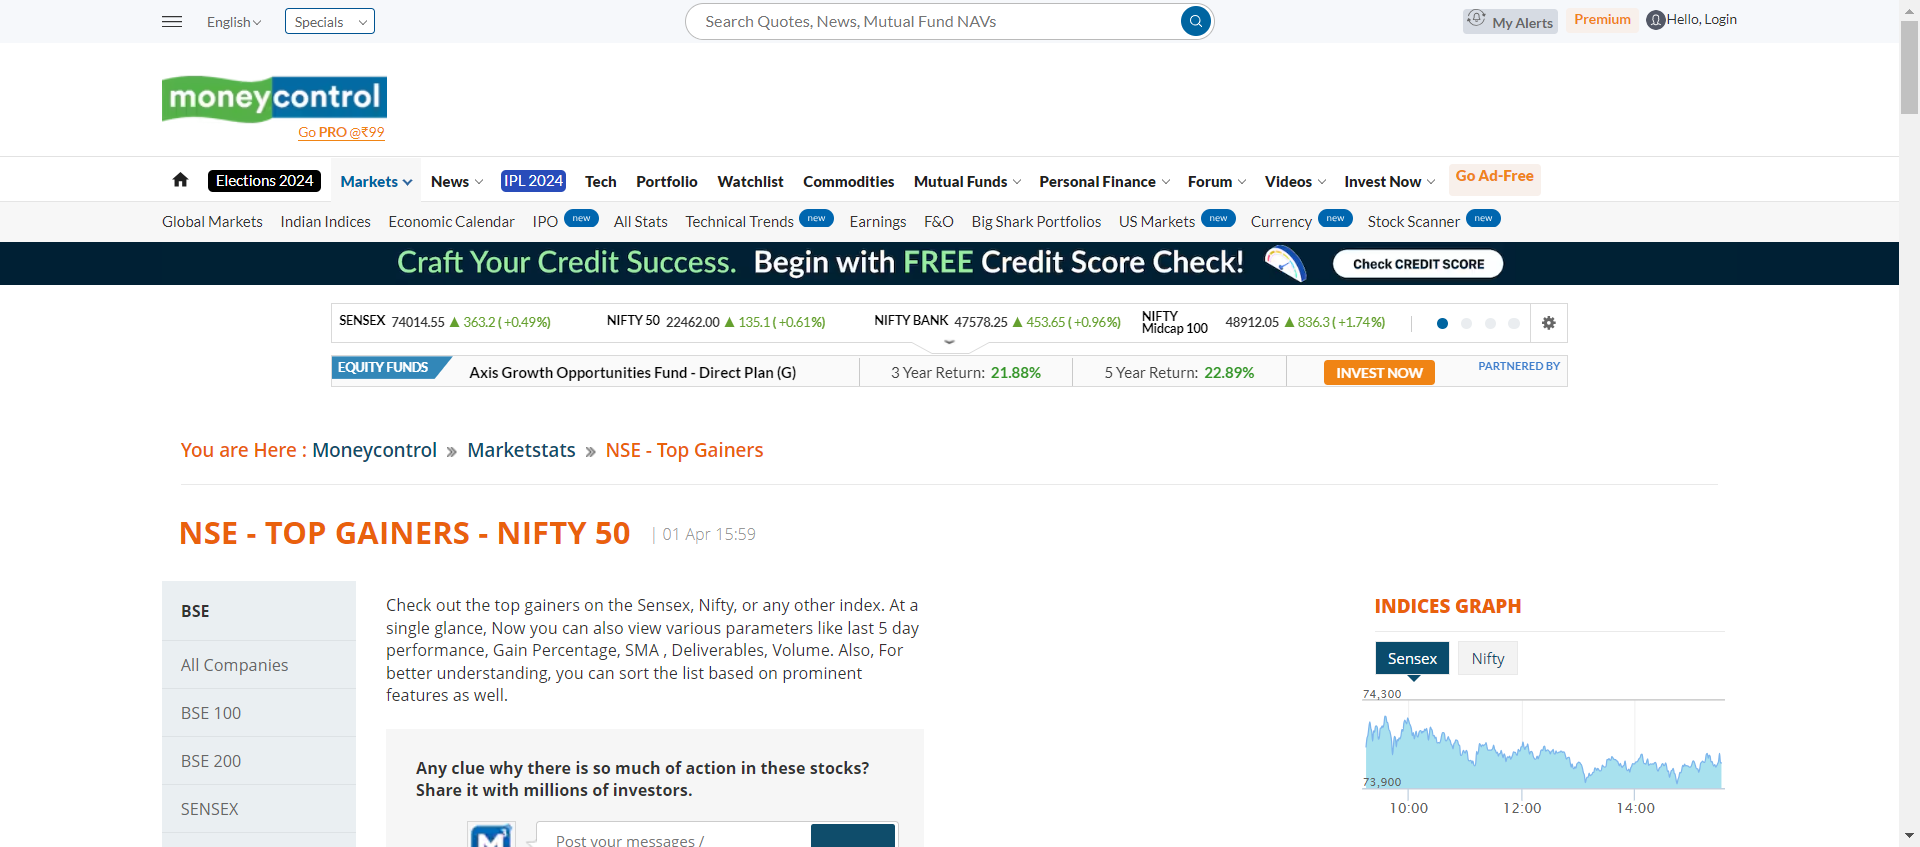 English
Specials
Search Quotes, News, Mutual Fund NAVs
My Alerts
Premium
Hello, Login
moneycontrol
Go PRO @₹99
Elections 2024
Markets
News
IPL 2024
Tech
Portfolio
Watchlist
Commodities
Mutual Funds
Personal Finance
Forum
Videos
Invest Now
Go Ad-Free
Global Markets
Indian Indices
Economic Calendar
IPO new
All Stats
Technical Trends new
Earnings
F&O
Big Shark Portfolios
US Markets new
Currency new
Stock Scanner new
Craft Your Credit Success. Begin with FREE Credit Score Check!
Check CREDIT SCORE
SENSEX 74014.55 ▲ 363.2 ( +0.49%)
NIFTY 50 22462.00 ▲ 135.1 ( +0.61%)
NIFTY BANK 47578.25 ▲ 453.65 ( +0.96%)
NIFTY Midcap 100 48912.05 ▲ 836.3 ( +1.74%)
EQUITY FUNDS
Axis Growth Opportunities Fund - Direct Plan (G)
3 Year Return: 21.88%
5 Year Return: 22.89%
INVEST NOW
PARTNERED BY
You are Here : Moneycontrol » Marketstats » NSE - Top Gainers
NSE - TOP GAINERS - NIFTY 50 | 01 Apr 15:59
BSE
All Companies
BSE 100
BSE 200
SENSEX
Check out the top gainers on the Sensex, Nifty, or any other index. At a
single glance, Now you can also view various parameters like last 5 day
performance, Gain Percentage, SMA , Deliverables, Volume. Also, For
better understanding, you can sort the list based on prominent
features as well.
Any clue why there is so much of action in these stocks?
Share it with millions of investors.
Post your messages /
INDICES GRAPH
Sensex
Nifty
74,300
73,900
10:00
12:00
14:00